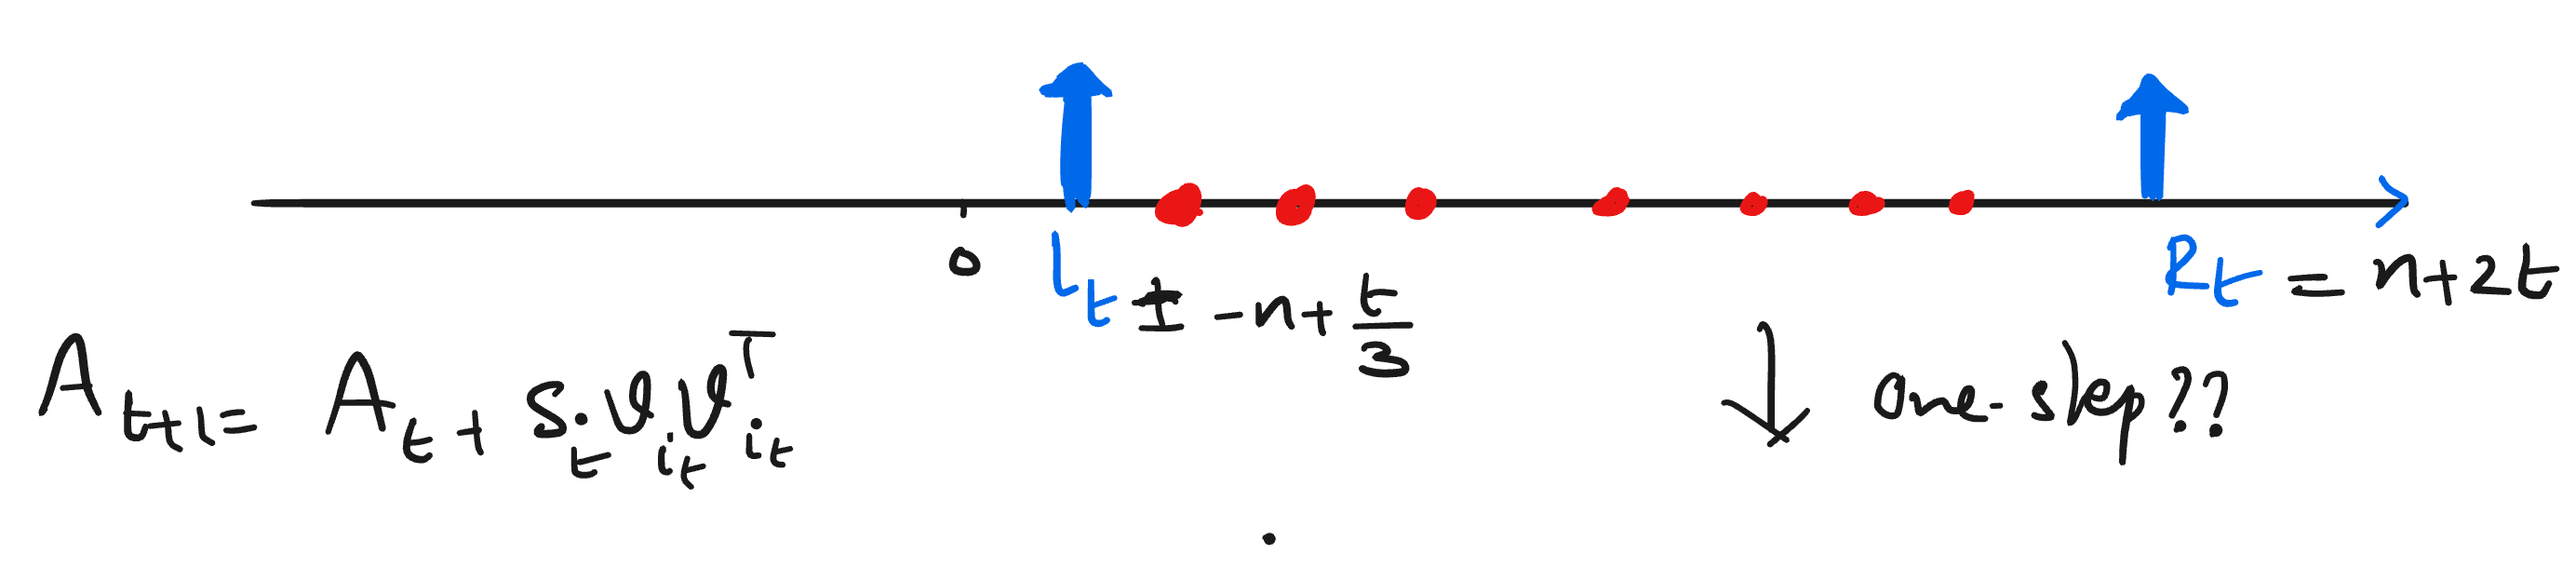 0
l_t = -n + t/3
R_t = n+2t
A_{t+1} = A_t + S_t · v_{i_t} v_{i_t}^T
↓ one-step??